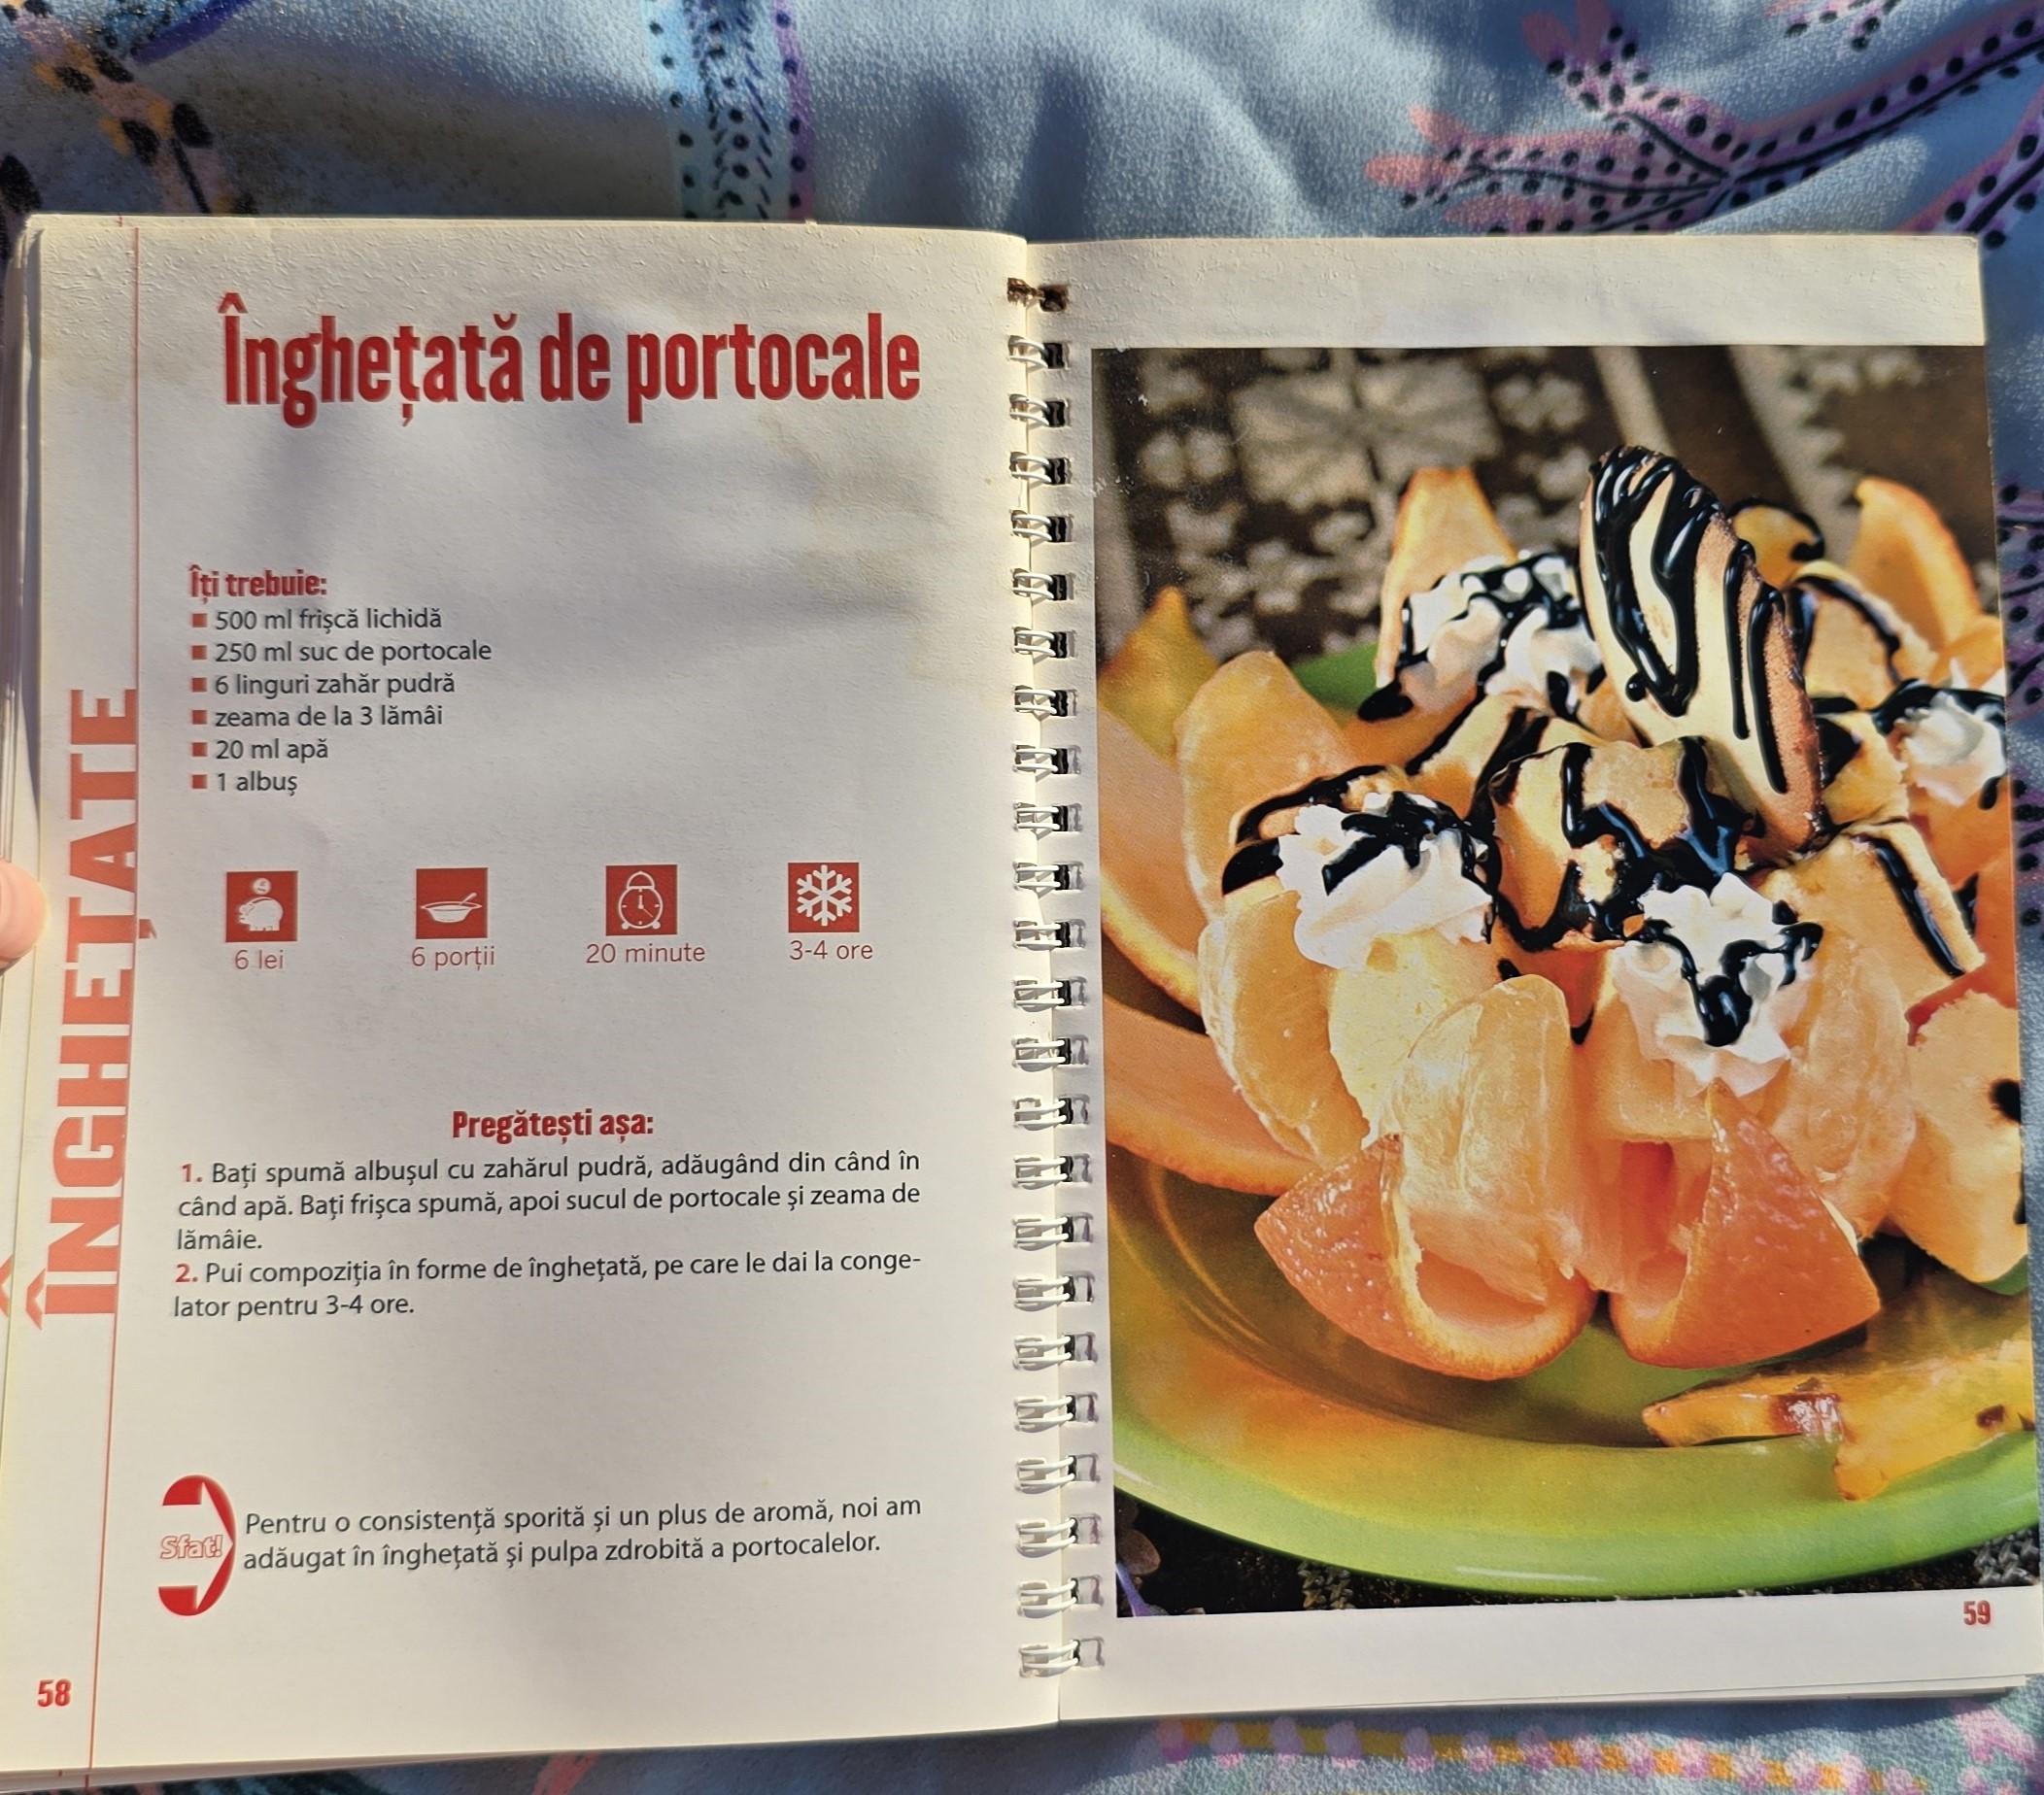 Înghețată de portocale
Îți trebuie:
500 ml frișcă lichidă
250 ml suc de portocale
6 linguri zahăr pudră
zeama de la 3 lămâi
20 ml apă
1 albuș
6 lei
6 porții
20 minute
3-4 ore
Pregătești așa:
1. Bați spumă albușul cu zahărul pudră, adăugând din când în
când apă. Bați frișca spumă, apoi sucul de portocale și zeama de
lămâie.
2. Pui compoziția în forme de înghețată, pe care le dai la conge-
lator pentru 3-4 ore.
Sfat!
Pentru o consistență sporită și un plus de aromă, noi am
adăugat în înghețată și pulpa zdrobită a portocalelor.
ÎNGHEȚATE
58
59